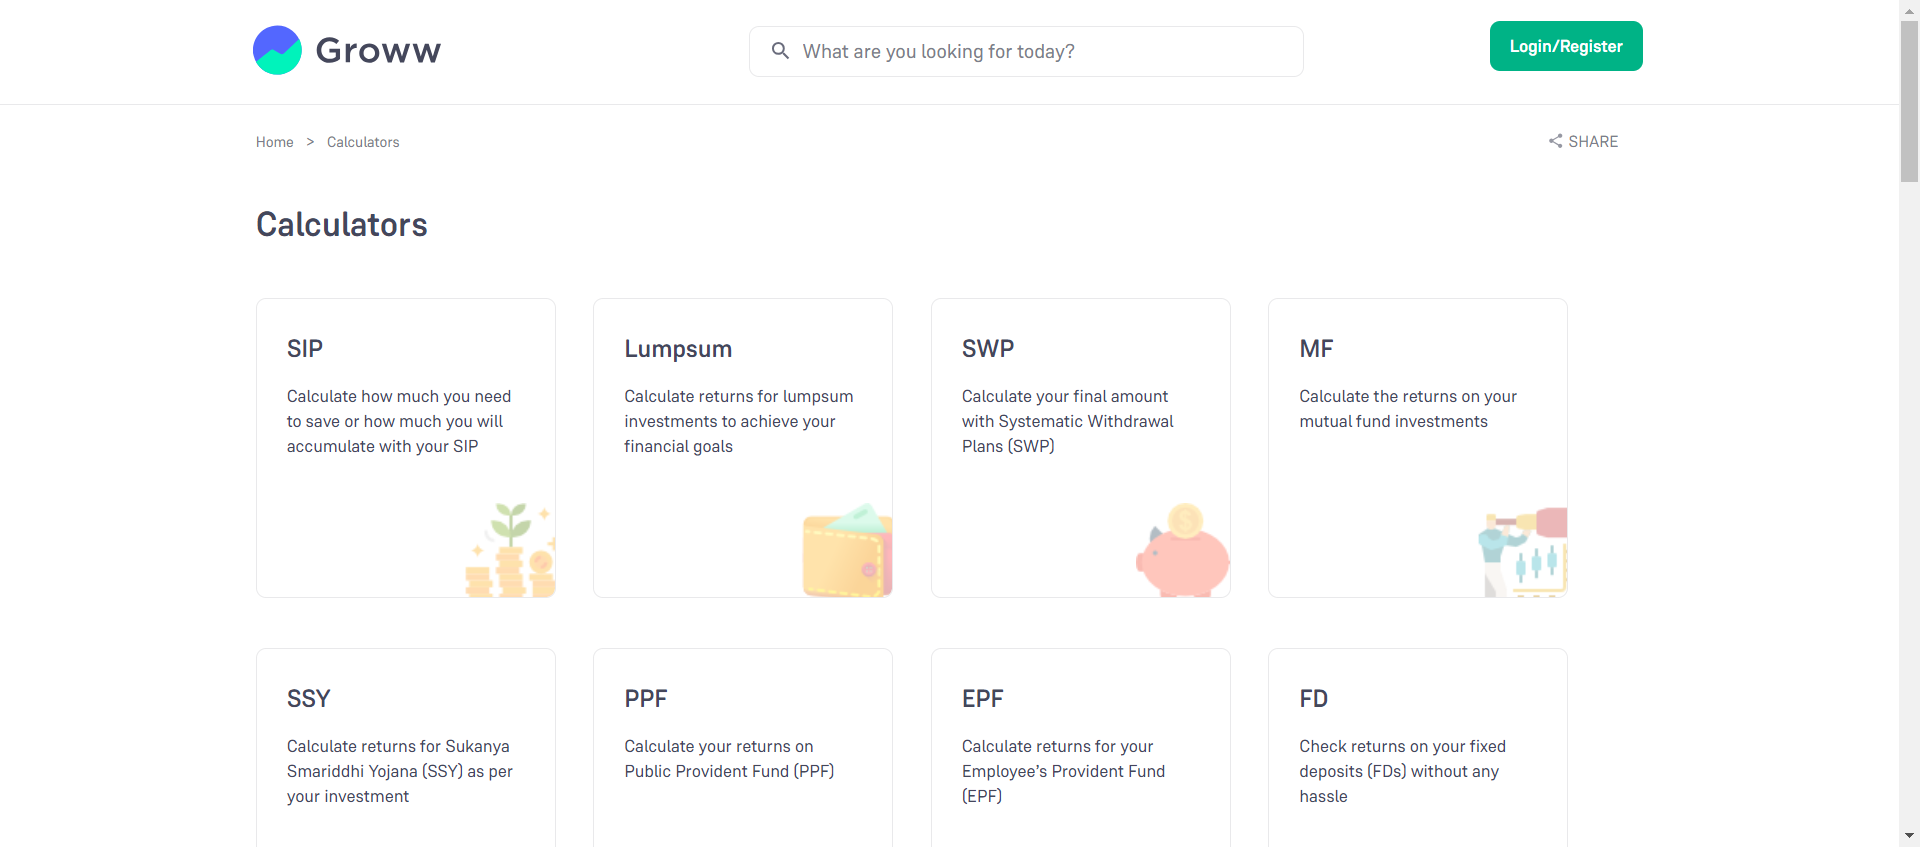 Groww
What are you looking for today?
Login/Register
Home > Calculators
SHARE
Calculators
SIP
Calculate how much you need
to save or how much you will
accumulate with your SIP
Lumpsum
Calculate returns for lumpsum
investments to achieve your
financial goals
SWP
Calculate your final amount
with Systematic Withdrawal
Plans (SWP)
MF
Calculate the returns on your
mutual fund investments
SSY
Calculate returns for Sukanya
Smariddhi Yojana (SSY) as per
your investment
PPF
Calculate your returns on
Public Provident Fund (PPF)
EPF
Calculate returns for your
Employee’s Provident Fund
(EPF)
FD
Check returns on your fixed
deposits (FDs) without any
hassle